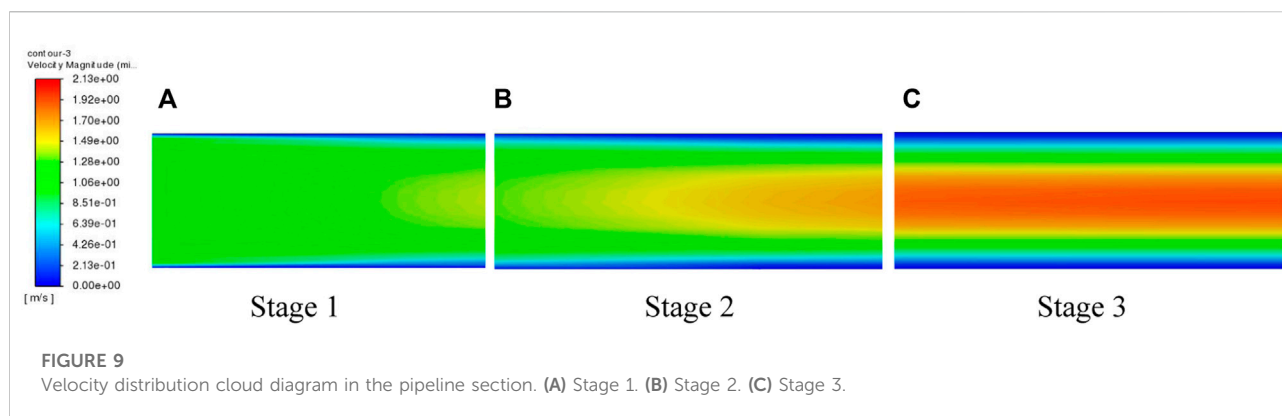 contour-3
Velocity Magnitude (mi...
2.13e+00
1.92e+00
1.70e+00
1.49e+00
1.28e+00
1.06e+00
8.51e-01
6.39e-01
4.26e-01
2.13e-01
0.00e+00
[ m/s ]
A
B
C
Stage 1
Stage 2
Stage 3
FIGURE 9
Velocity distribution cloud diagram in the pipeline section. (A) Stage 1. (B) Stage 2. (C) Stage 3.